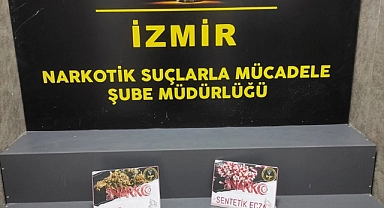 İZMİR
NARKOTİK SUÇLARLA MÜCADELE
ŞUBE MÜDÜRLÜĞÜ
SENTETİK ECZA